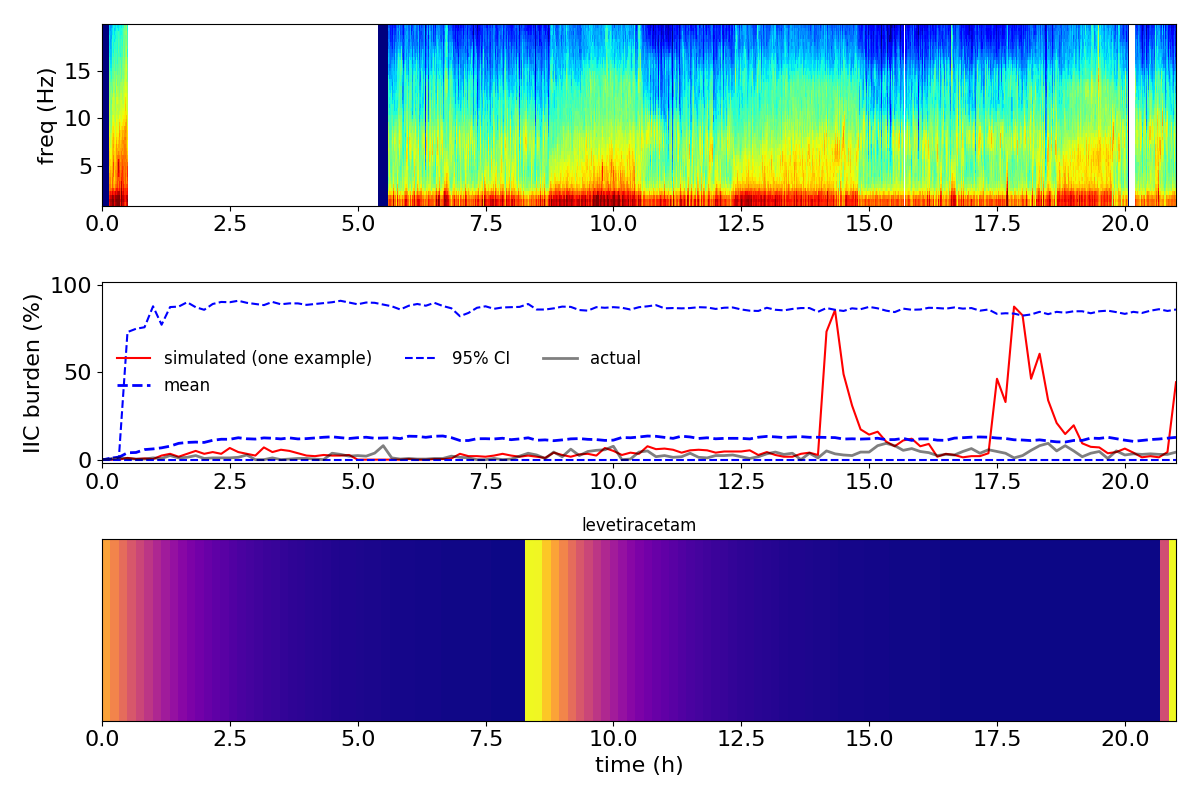 freq (Hz)
15
10
5
0.0 2.5 5.0 7.5 10.0 12.5 15.0 17.5 20.0
IIC burden (%)
100
50
0
simulated (one example) 95% CI actual
mean
0.0 2.5 5.0 7.5 10.0 12.5 15.0 17.5 20.0
levetiracetam
0.0 2.5 5.0 7.5 10.0 12.5 15.0 17.5 20.0
time (h)